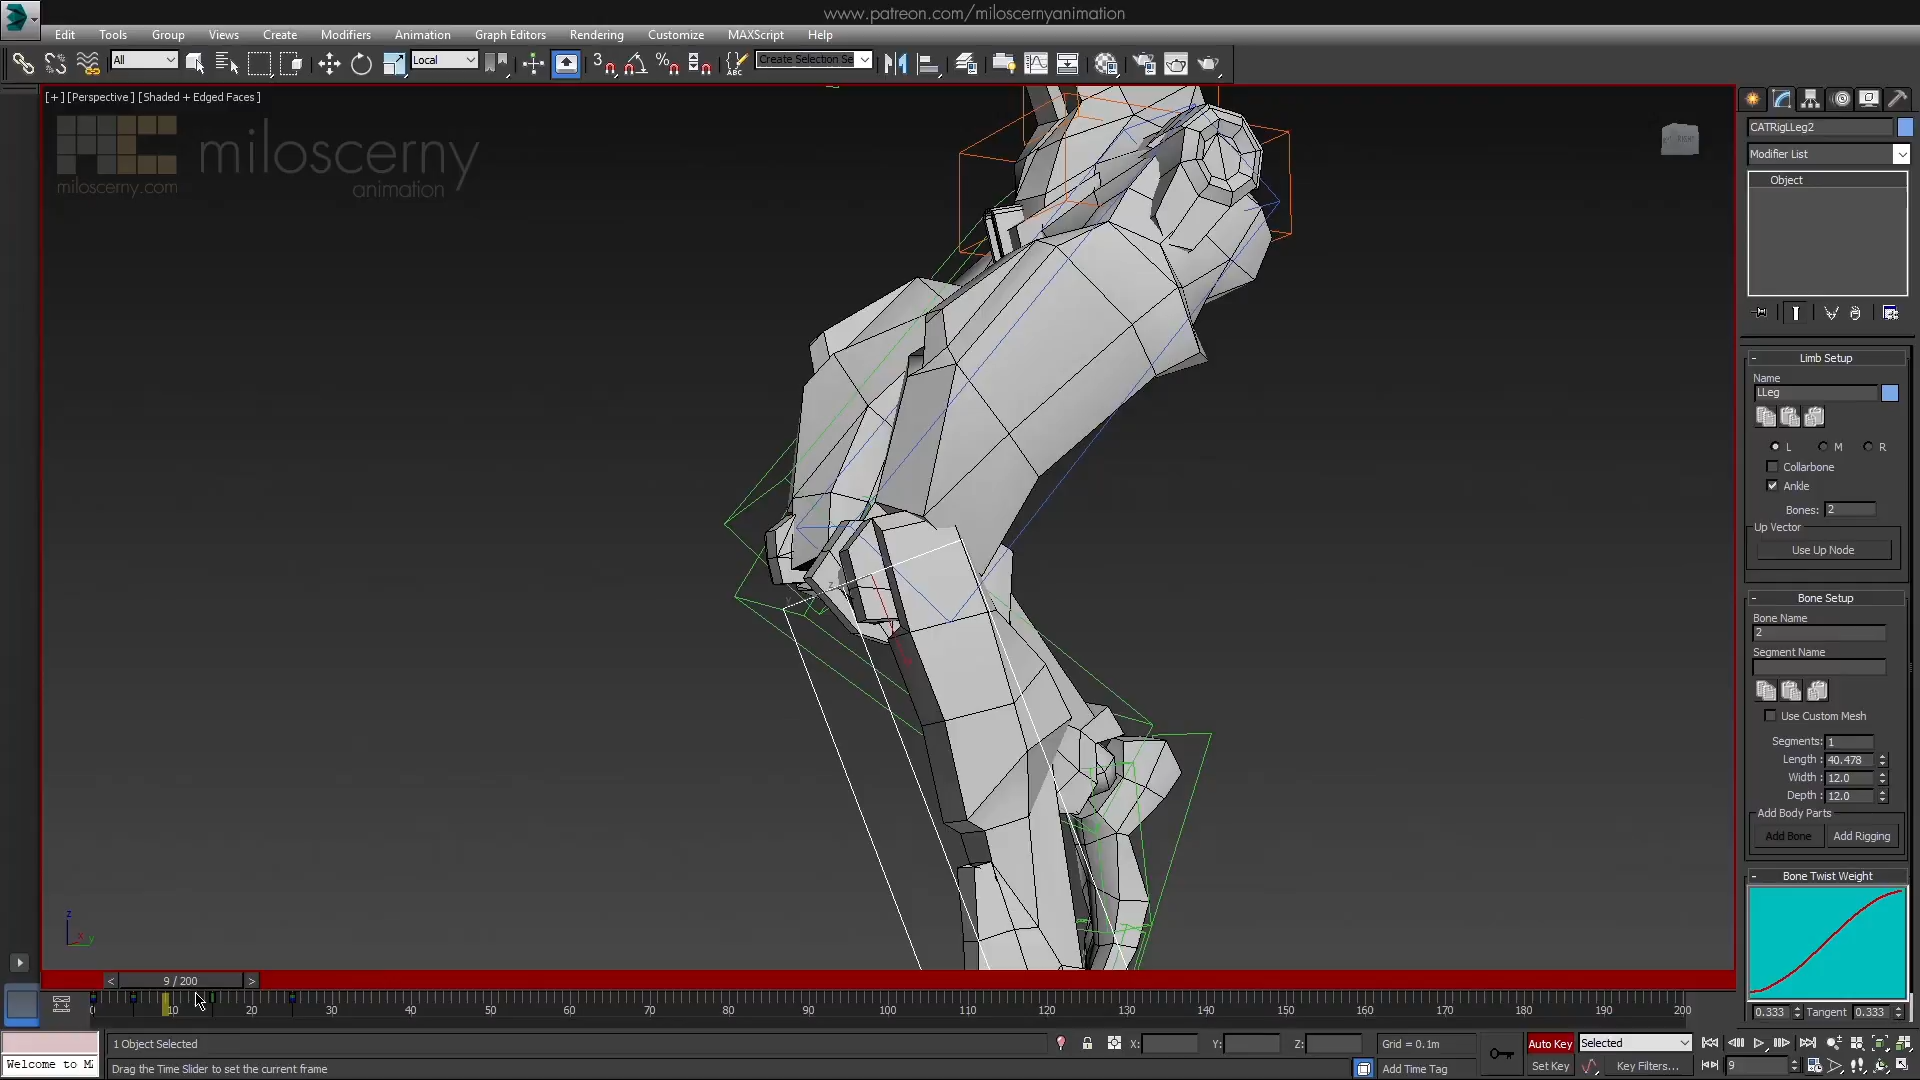 www.patreon.com/miloscernyanimation
Edit Tools Group Views Create Modifiers Animation Graph Editors Rendering Customize MAXScript Help
All Local 3 % ABC Create Selection Se
[+] [Perspective] [Shaded + Edged Faces]
miloscerny
miloscerny.com animation
RIGHT
CATRigLLeg2
Modifier List
Object
- Limb Setup
Name
LLeg
L M R
Collarbone
Ankle
Bones: 2
Up Vector
Use Up Node
- Bone Setup
Bone Name
2
Segment Name
Use Custom Mesh
Segments: 1
Length: 40.478
Width: 12.0
Depth: 12.0
Add Body Parts
Add Bone Add Rigging
- Bone Twist Weight
0.333 Tangent 0.333
z
x y
< 9 / 200 >
0 10 20 30 40 50 60 70 80 90 100 110 120 130 140 150 160 170 180 190 200
1 Object Selected X: Y: Z: Grid = 0.1m Auto Key Selected
Welcome to M Drag the Time Slider to set the current frame Add Time Tag Set Key Key Filters... 9